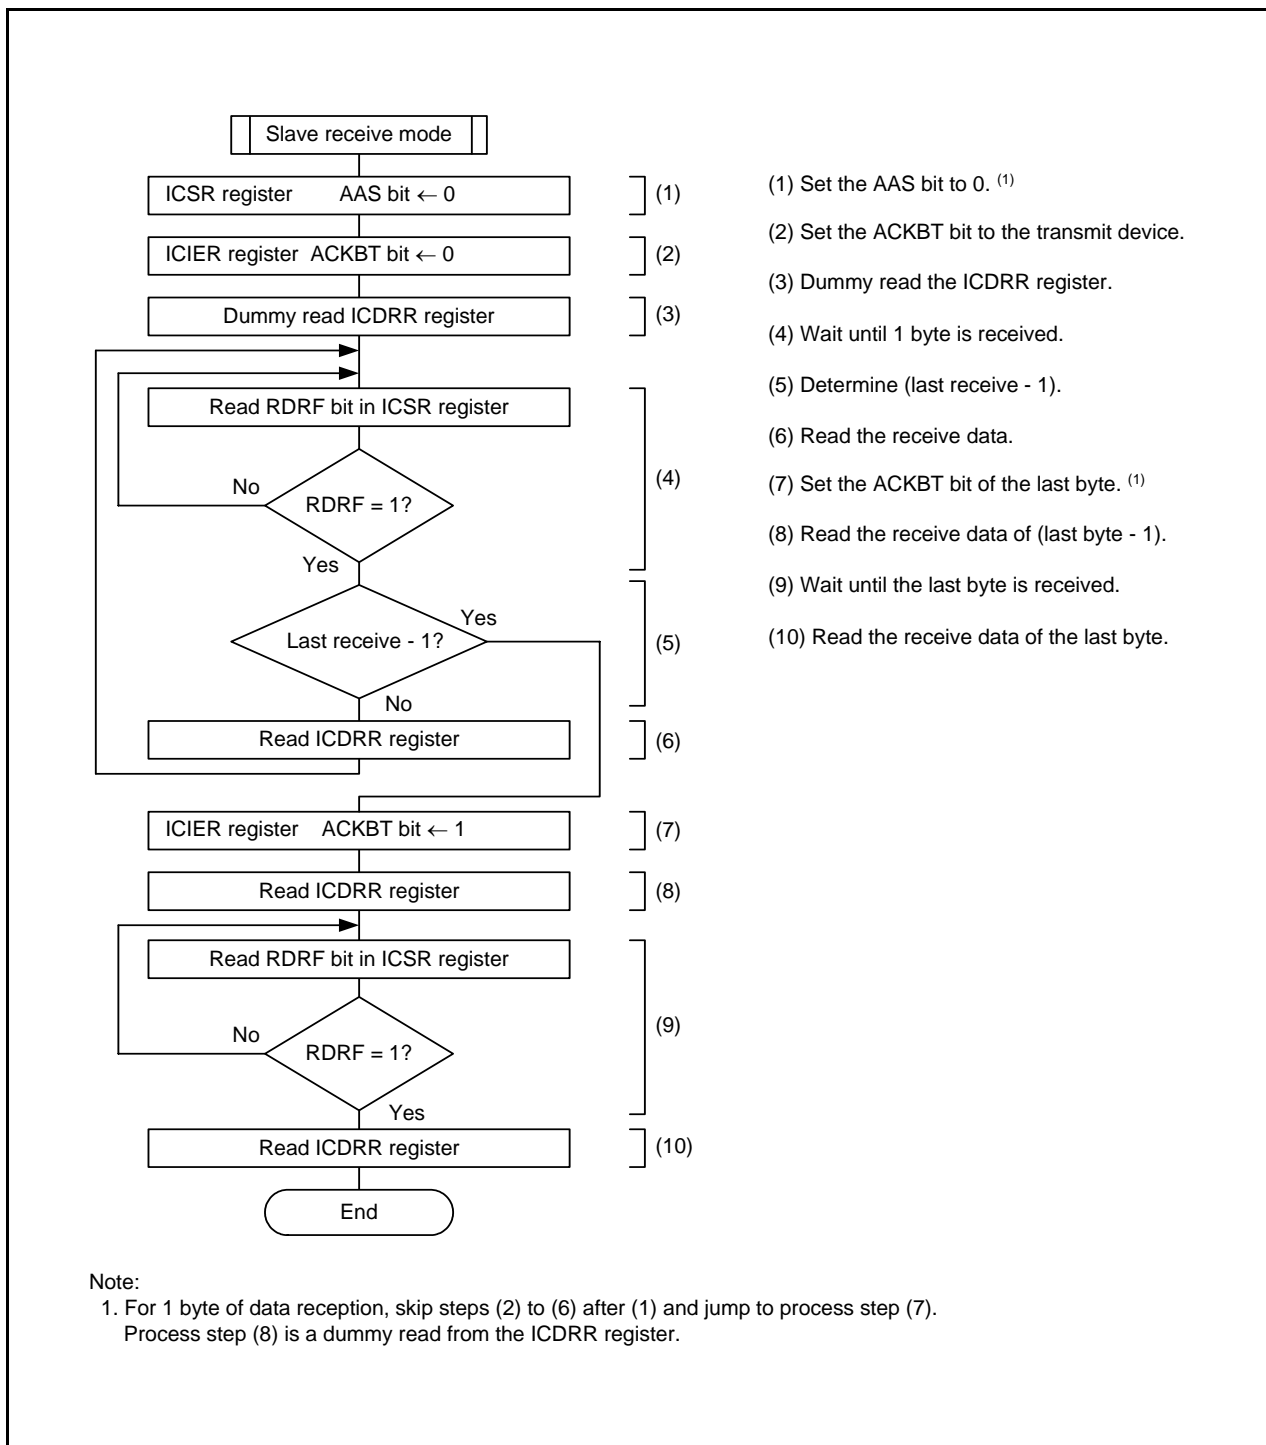 Slave receive mode
ICSR register AAS bit ← 0
(1)
ICIER register ACKBT bit ← 0
(2)
Dummy read ICDRR register
(3)
Read RDRF bit in ICSR register
No
RDRF = 1?
(4)
Yes
Yes
Last receive - 1?
(5)
No
Read ICDRR register
(6)
ICIER register ACKBT bit ← 1
(7)
Read ICDRR register
(8)
Read RDRF bit in ICSR register
No
RDRF = 1?
(9)
Yes
Read ICDRR register
(10)
End
(1) Set the AAS bit to 0. (1)
(2) Set the ACKBT bit to the transmit device.
(3) Dummy read the ICDRR register.
(4) Wait until 1 byte is received.
(5) Determine (last receive - 1).
(6) Read the receive data.
(7) Set the ACKBT bit of the last byte. (1)
(8) Read the receive data of (last byte - 1).
(9) Wait until the last byte is received.
(10) Read the receive data of the last byte.
Note:
1. For 1 byte of data reception, skip steps (2) to (6) after (1) and jump to process step (7).
Process step (8) is a dummy read from the ICDRR register.